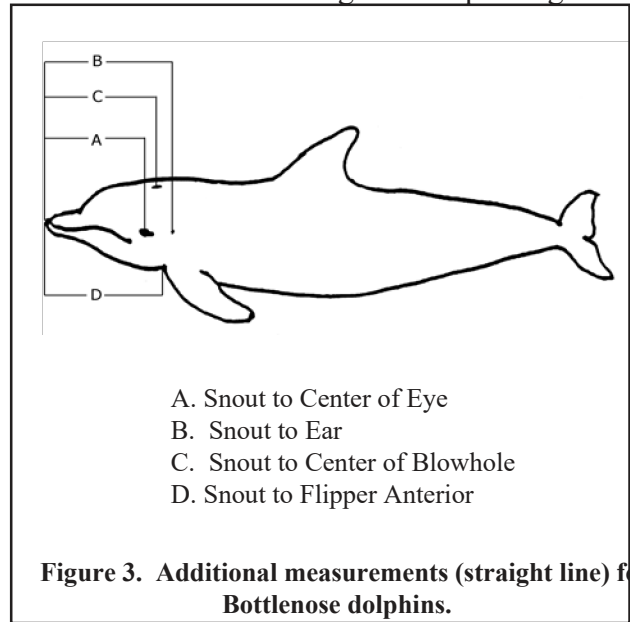 B
C
A
D
A. Snout to Center of Eye
B. Snout to Ear
C. Snout to Center of Blowhole
D. Snout to Flipper Anterior
Figure 3. Additional measurements (straight line)
Bottlenose dolphins.